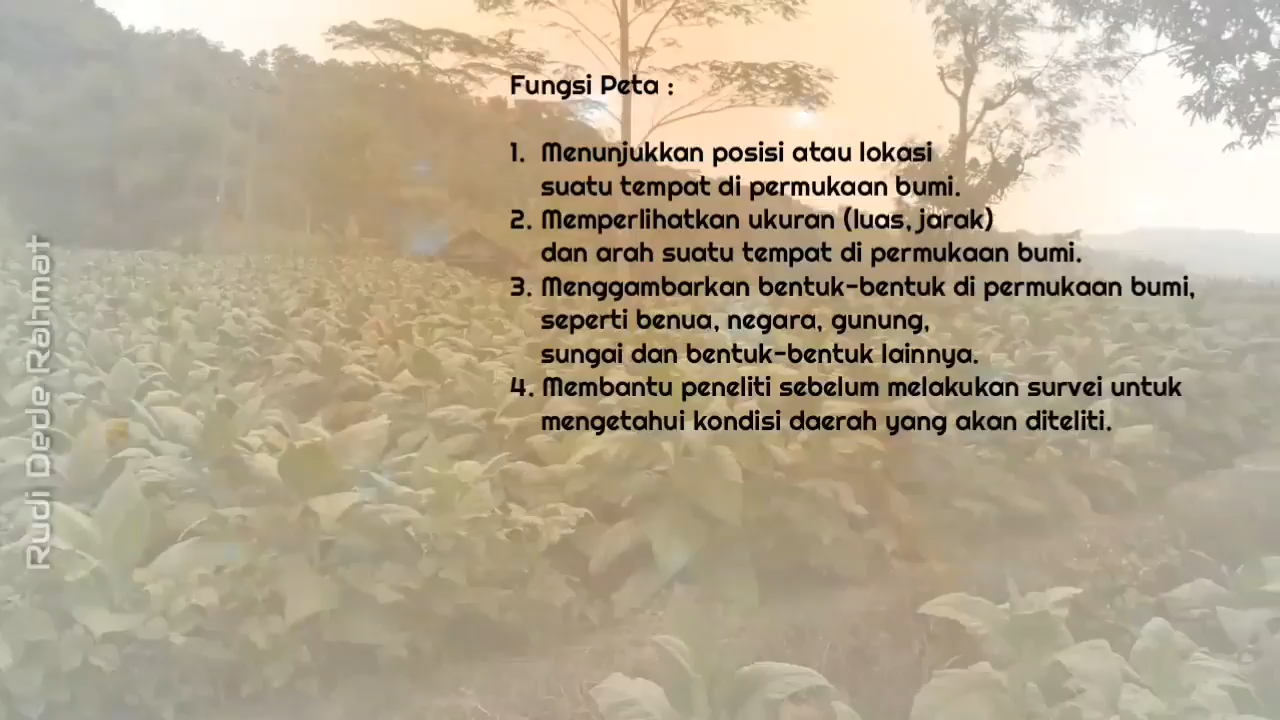 Fungsi Peta :
1. Menunjukkan posisi atau lokasi
suatu tempat di permukaan bumi.
2. Memperlihatkan ukuran (luas, jarak)
dan arah suatu tempat di permukaan bumi.
3. Menggambarkan bentuk-bentuk di permukaan bumi,
seperti benua, negara, gunung,
sungai dan bentuk-bentuk lainnya.
4. Membantu peneliti sebelum melakukan survei untuk
mengetahui kondisi daerah yang akan diteliti.
Rudi Dede Rahmat